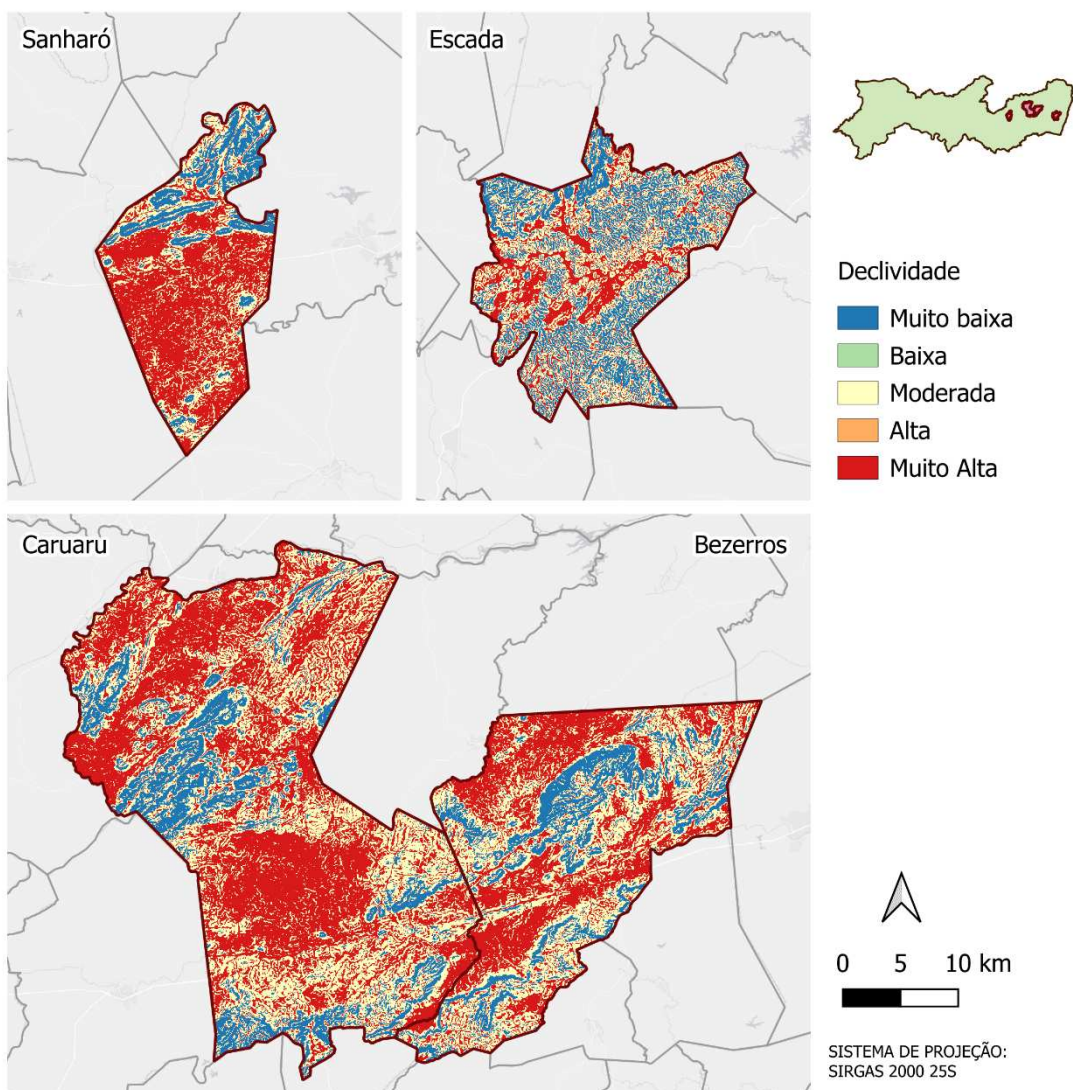 Sanharó
Escada
Declividade
Muito baixa
Baixa
Moderada
Alta
Muito Alta
Caruaru
Bezerros
0 5 10 km
SISTEMA DE PROJEÇÃO:
SIRGAS 2000 25S